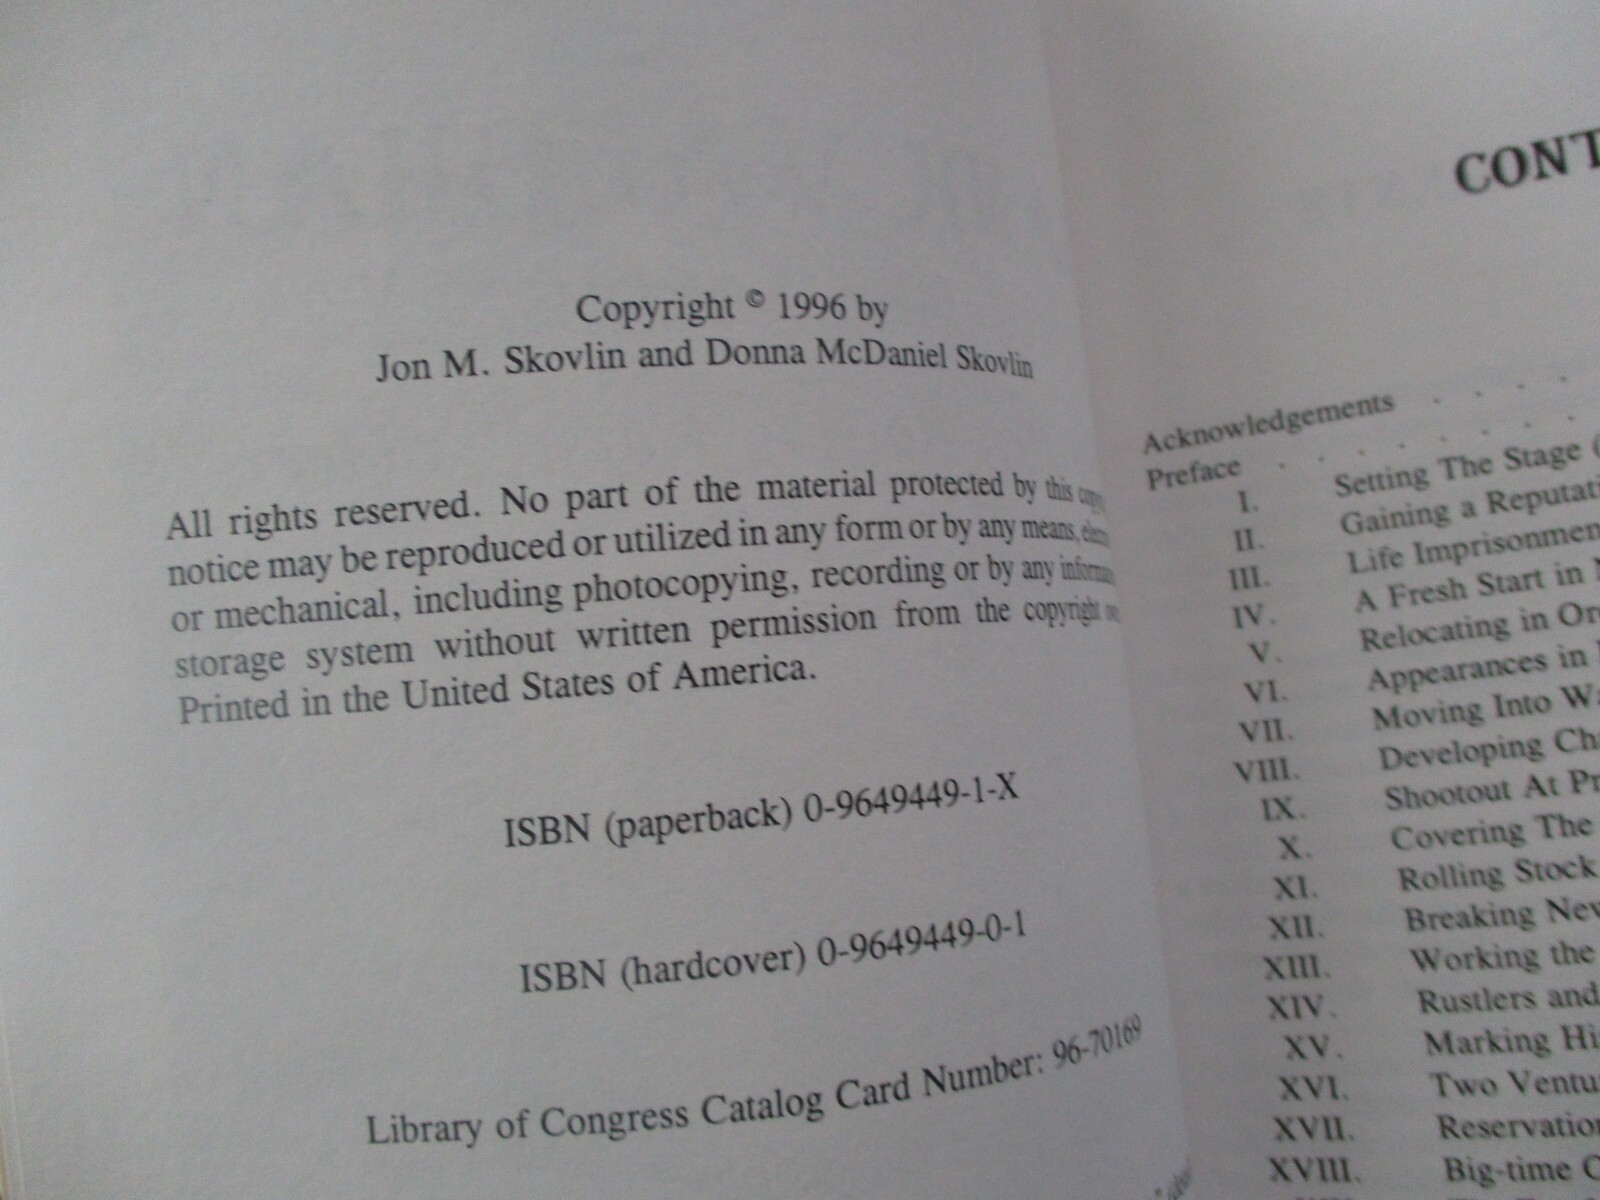 Copyright © 1996 by
Jon M. Skovlin and Donna McDaniel Skovlin
All rights reserved. No part of the material protected by this copy
notice may be reproduced or utilized in any form or by any means,
or mechanical, including photocopying, recording or by any
storage system without written permission from the copyright
Printed in the United States of America.
ISBN (paperback) 0-9649449-1-X
ISBN (hardcover) 0-9649449-0-1
Library of Congress Catalog Card Number: 96-70169
CONT
Acknowledgements . . . .
Preface . . . . . . .
I. Setting The Stage (
II. Gaining a Reputati
III. Life Imprisonmen
IV. A Fresh Start in
V. Relocating in Or
VI. Appearances in
VII. Moving Into Wa
VIII. Developing Cha
IX. Shootout At Pr
X. Covering The
XI. Rolling Stock
XII. Breaking New
XIII. Working the
XIV. Rustlers and
XV. Marking Hi
XVI. Two Ventu
XVII. Reservation
XVIII. Big-time C